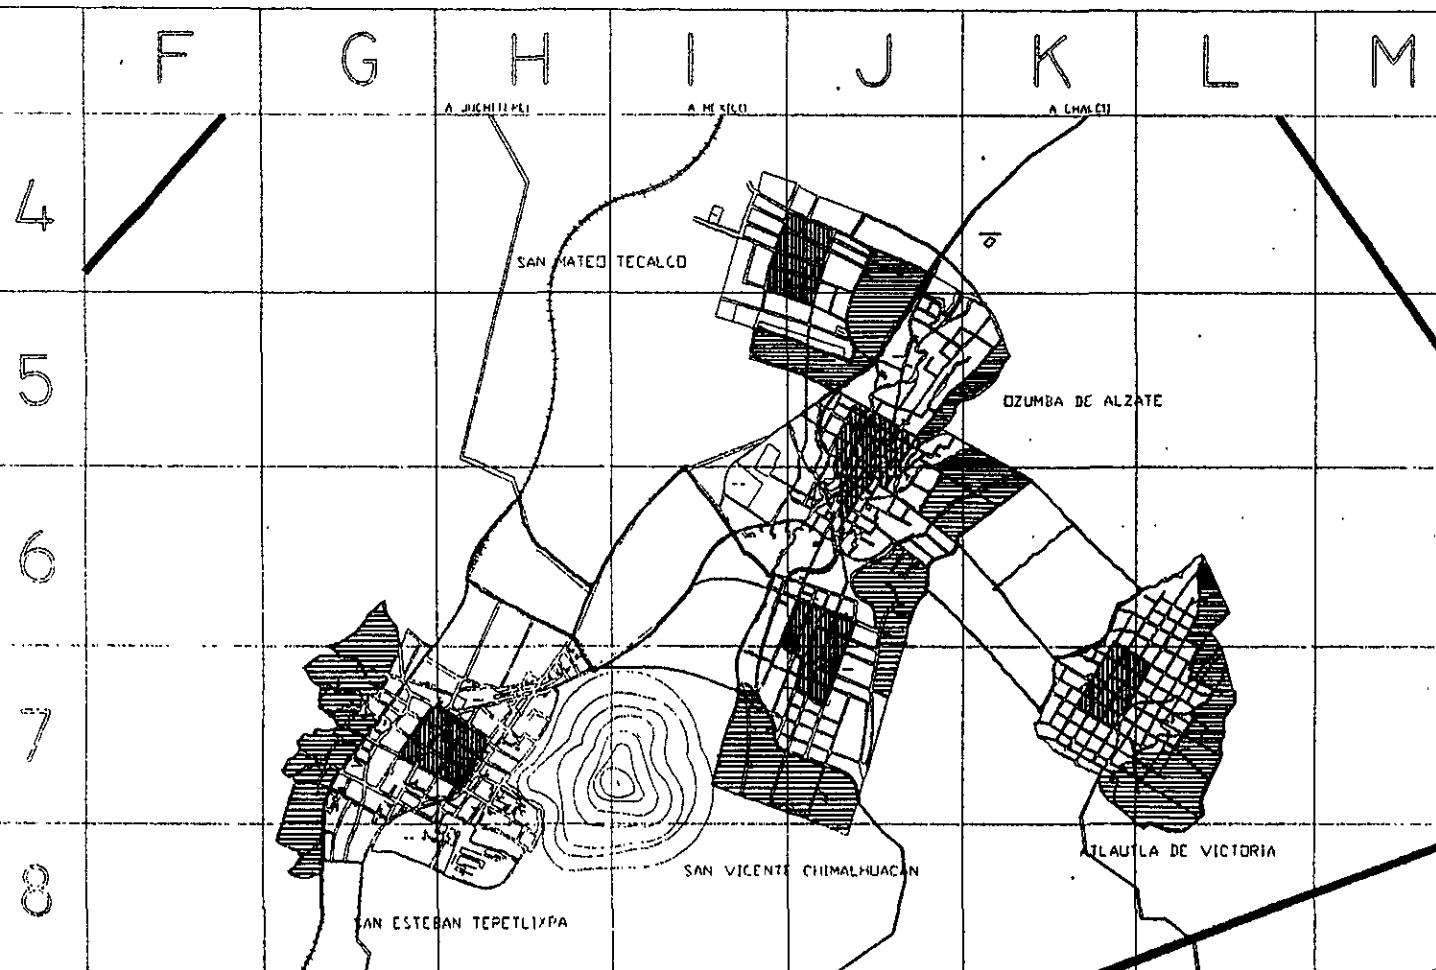 F G H I J K L M
A JUCHITEPEC A MEXICO A CHALCO
4
SAN MATEO TECALCO
5
OZUMBA DE ALZATE
6
7
ATLAUTLA DE VICTORIA
8
SAN VICENTE CHIMALHUACAN
SAN ESTEBAN TEPETLIXPA